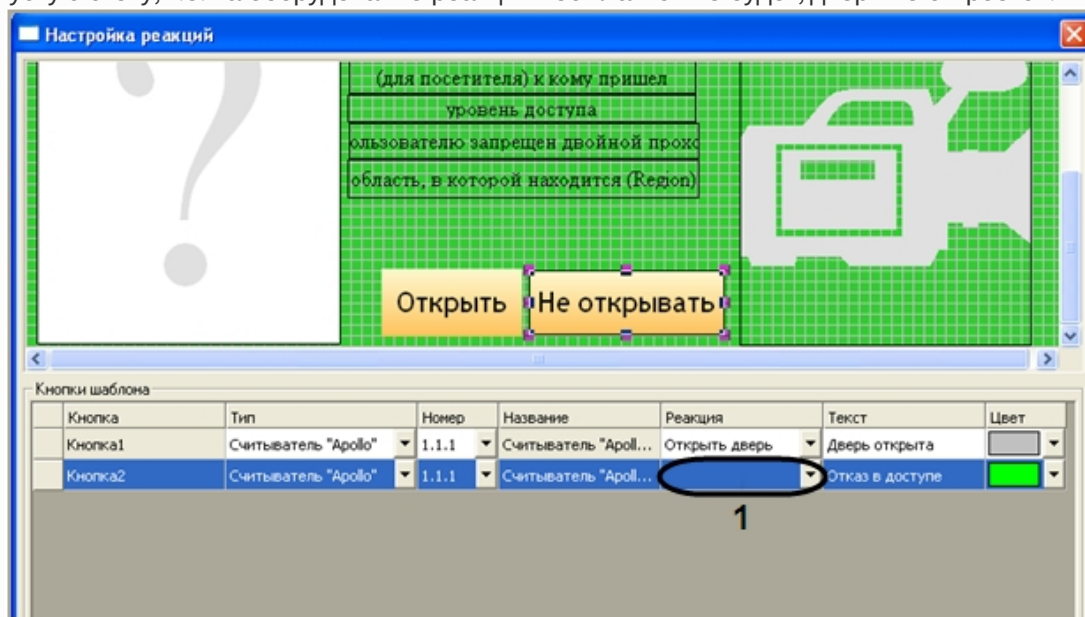 Настройка реакций
(для посетителя) к кому пришел
уровень доступа
ользователю запрещен двойной прохо
область, в которой находится (Region)
Открыть Не открывать
Кнопки шаблона
Кнопка Тип Номер Название Реакция Текст Цвет
Кнопка1 Считыватель "Apollo" 1.1.1 Считыватель "Apoll... Открыть дверь Дверь открыта
Кнопка2 Считыватель "Apollo" 1.1.1 Считыватель "Apoll... Отказ в доступе
1